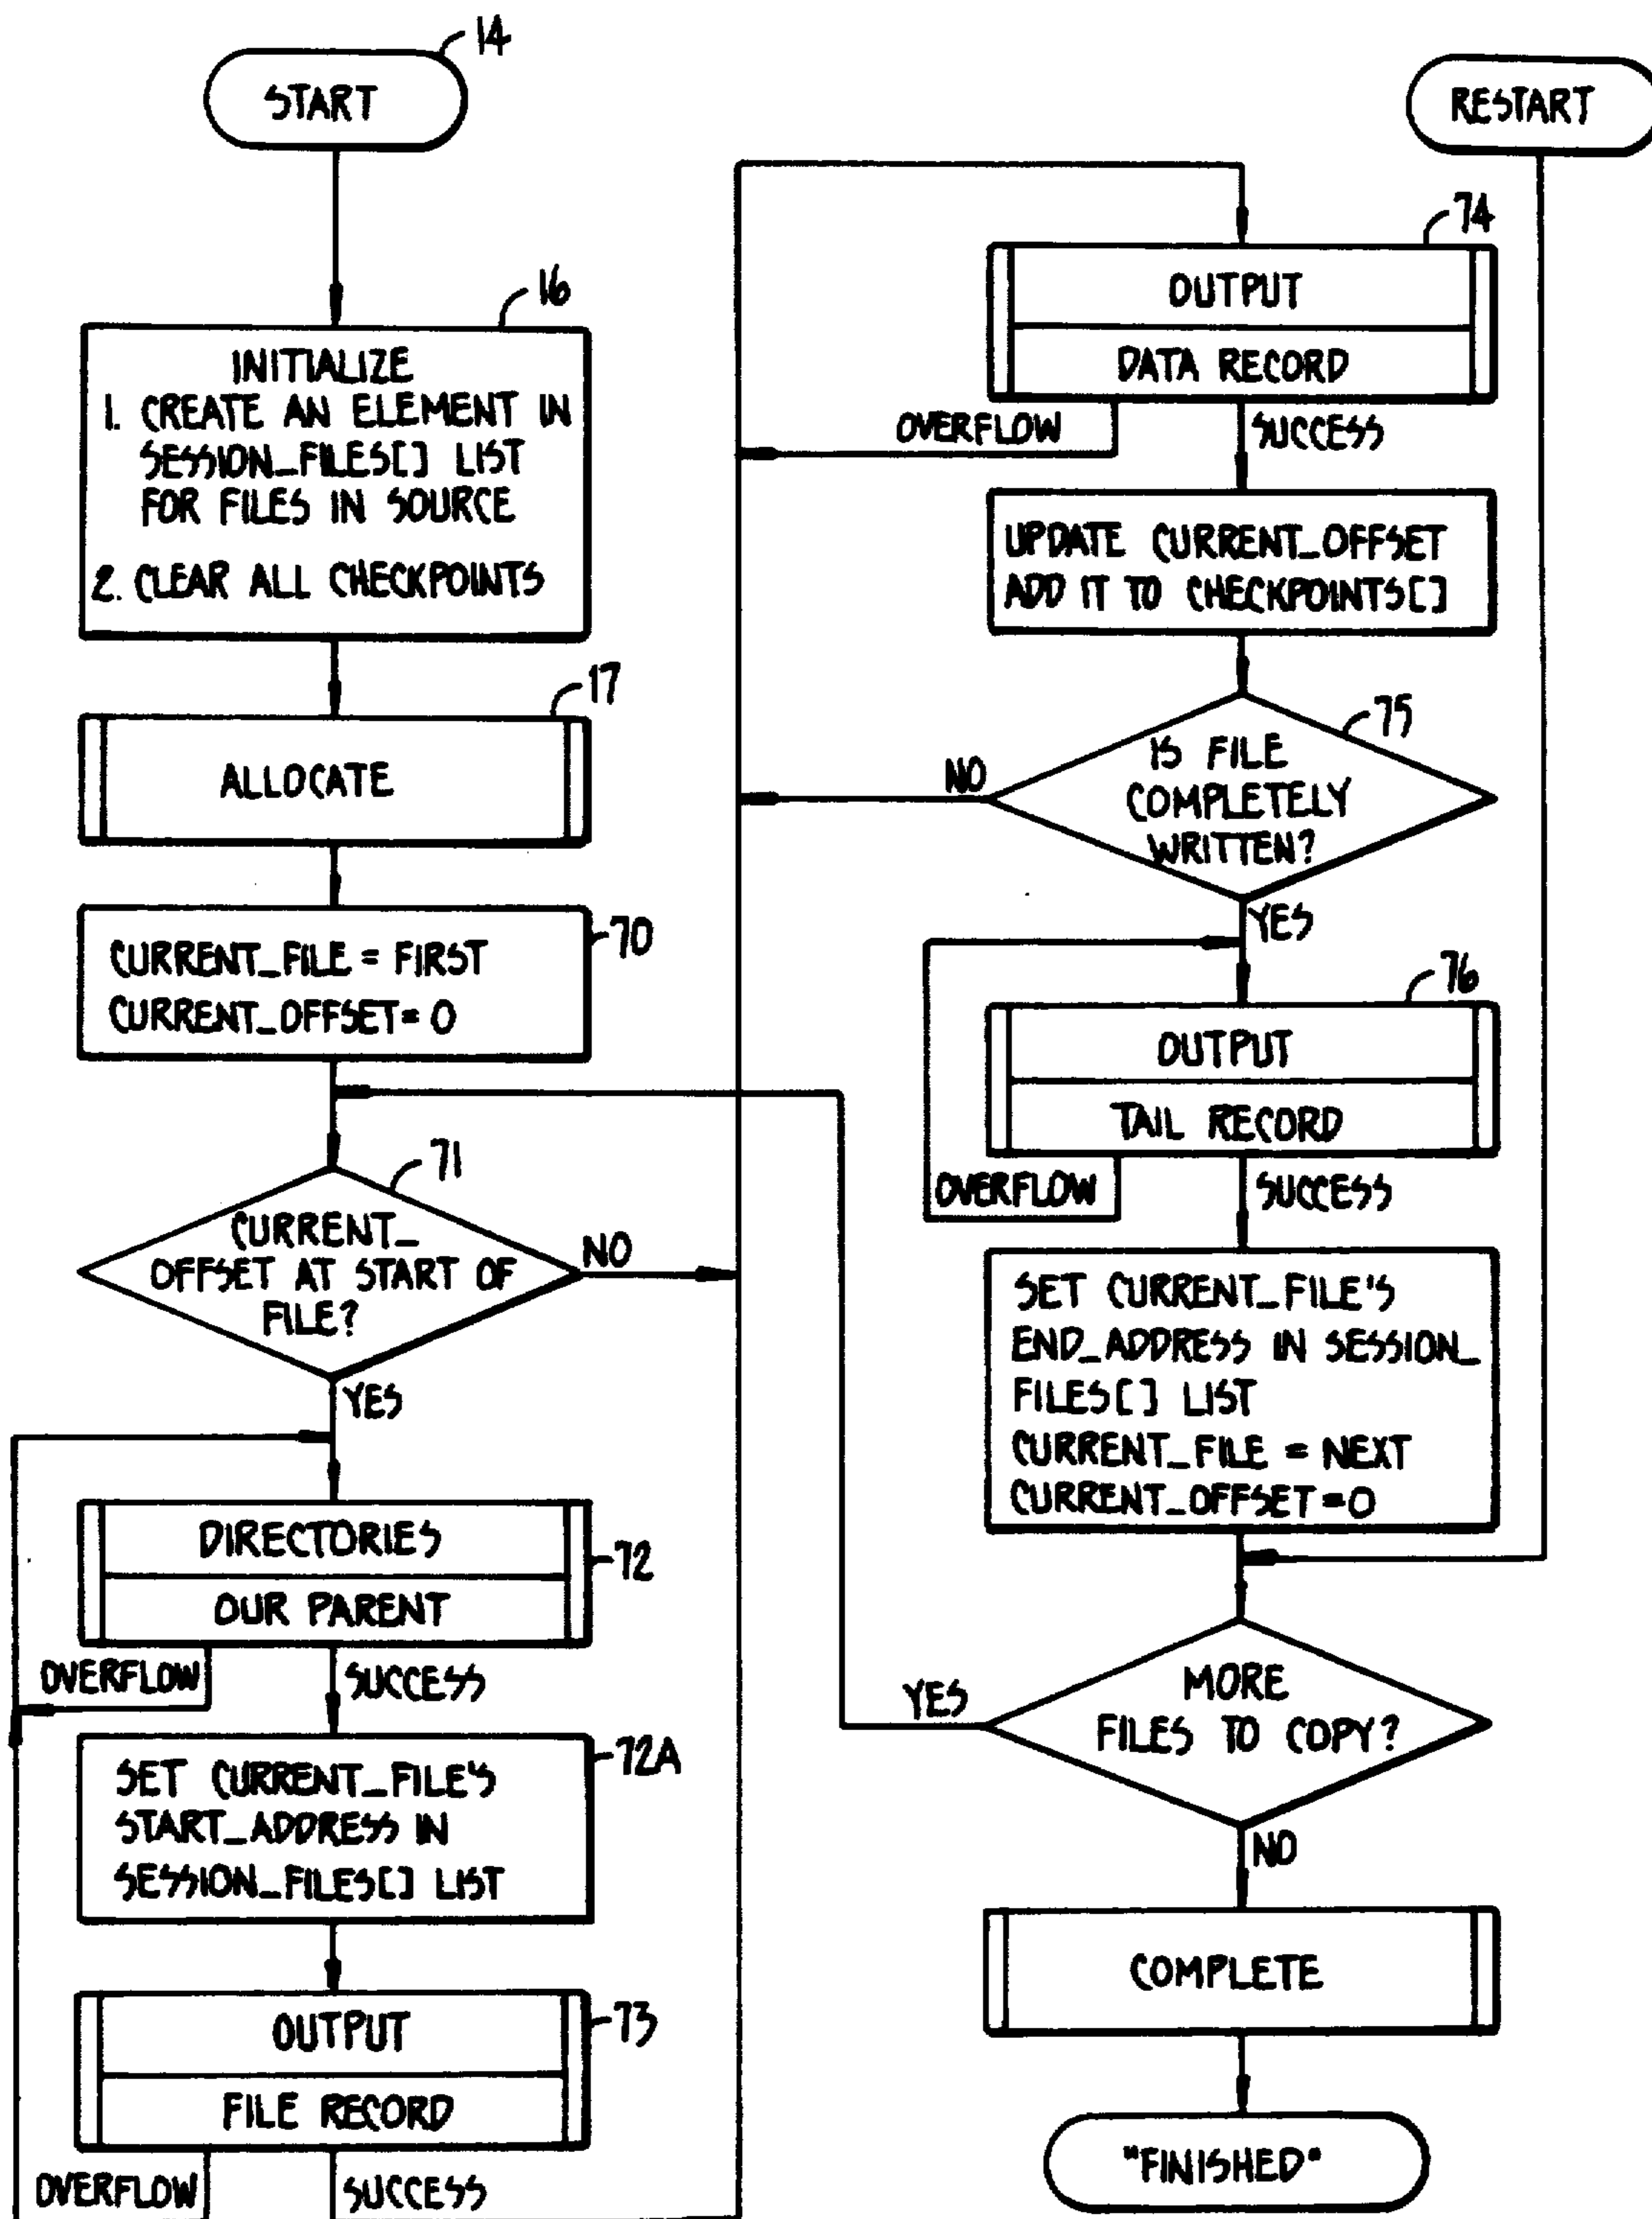 14
START
16
INITIALIZE
1. CREATE AN ELEMENT IN
SESSION_FILES[] LIST
FOR FILES IN SOURCE
2. CLEAR ALL CHECKPOINTS
17
ALLOCATE
70
CURRENT_FILE = FIRST
CURRENT_OFFSET = 0
71
CURRENT_
OFFSET AT START OF
FILE?
NO
YES
DIRECTORIES
72
OUR PARENT
OVERFLOW
SUCCESS
72A
SET CURRENT_FILE'S
START_ADDRESS IN
SESSION_FILES[] LIST
OUTPUT
73
FILE RECORD
OVERFLOW
SUCCESS
RESTART
74
OUTPUT
DATA RECORD
OVERFLOW
SUCCESS
UPDATE CURRENT_OFFSET
ADD IT TO CHECKPOINTS[]
75
IS FILE
COMPLETELY
WRITTEN?
NO
YES
76
OUTPUT
TAIL RECORD
OVERFLOW
SUCCESS
SET CURRENT_FILE'S
END_ADDRESS IN SESSION_
FILES[] LIST
CURRENT_FILE = NEXT
CURRENT_OFFSET = 0
MORE
FILES TO COPY?
YES
NO
COMPLETE
"FINISHED"